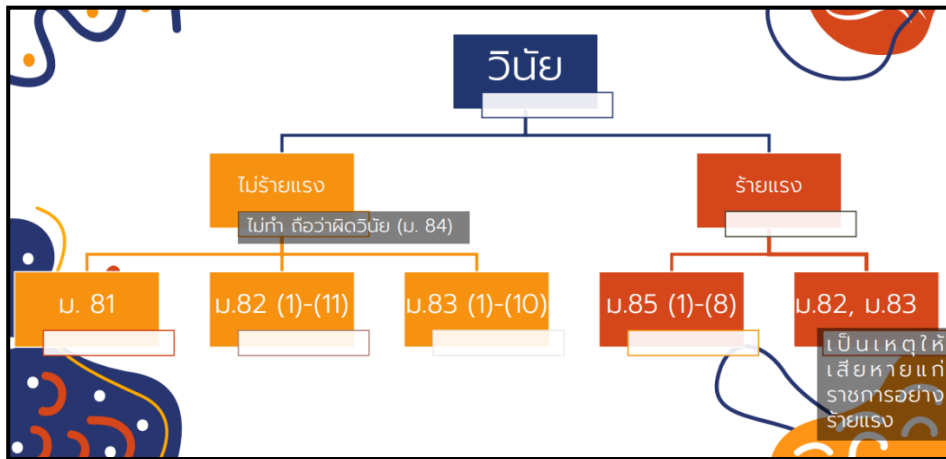 วินัย
ไม่ร้ายแรง
ร้ายแรง
ไม่ทำ ถือว่าผิดวินัย (ม. 84)
ม. 81
ม.82 (1)-(11)
ม.83 (1)-(10)
ม.85 (1)-(8)
ม.82, ม.83
เป็นเหตุให้
เสียหายแก่
ราชการอย่าง
ร้ายแรง